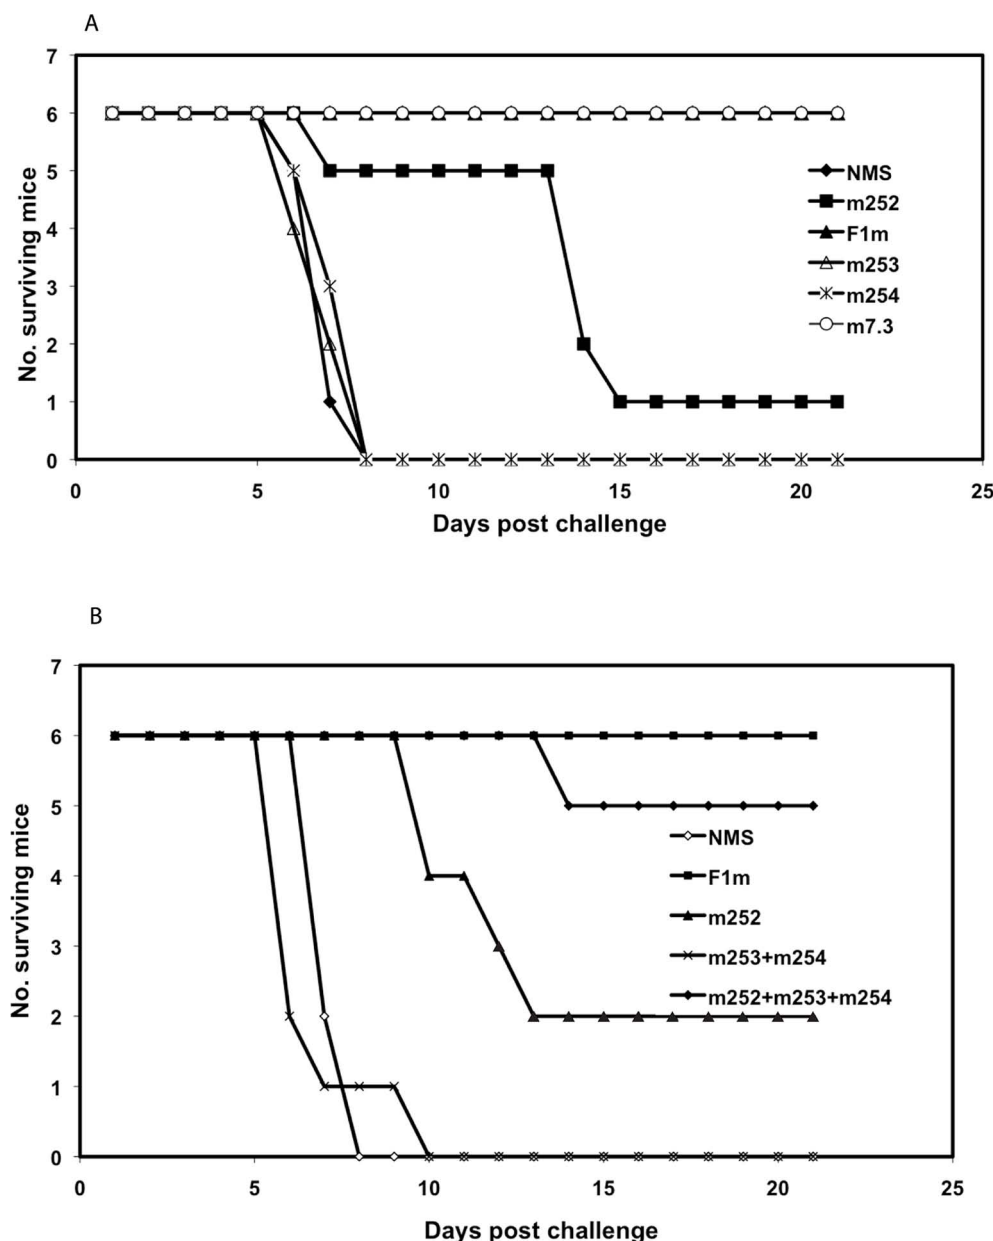 A
7
6
5
4
3
2
1
0
No. surviving mice
NMS
m252
F1m
m253
m254
m7.3
0 5 10 15 20 25
Days post challenge
B
7
6
5
4
3
2
1
0
No. surviving mice
NMS
F1m
m252
m253+m254
m252+m253+m254
0 5 10 15 20 25
Days post challenge